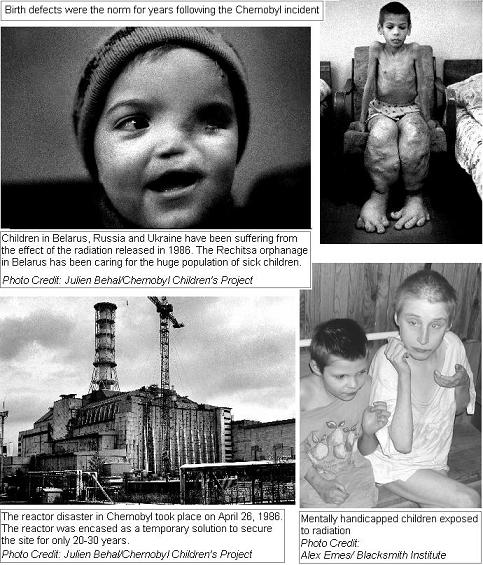 Birth defects were the norm for years following the Chernobyl incident
Children in Belarus, Russia and Ukraine have been suffering from
the effect of the radiation released in 1986. The Rechitsa orphanage
in Belarus has been caring for the huge population of sick children.
Photo Credit: Julien Behal/Chernobyl Children's Project
The reactor disaster in Chernobyl took place on April 26, 1986.
The reactor was encased as a temporary solution to secure
the site for only 20-30 years.
Photo Credit: Julien Behal/Chernobyl Children's Project
Mentally handicapped children exposed
to radiation
Photo Credit:
Alex Emes/ Blacksmith Institute